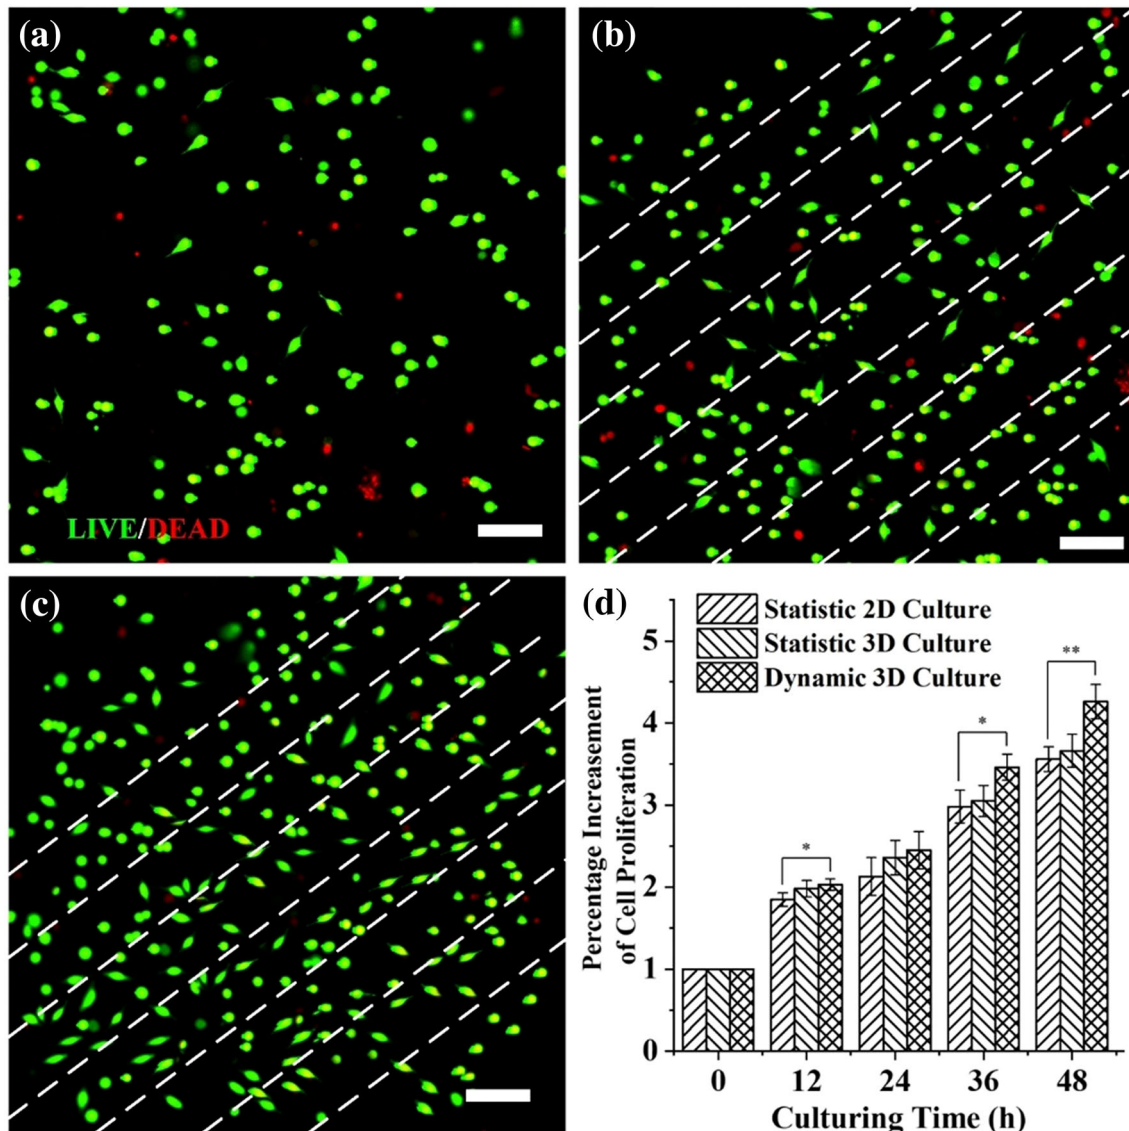 (a)
(b)
LIVE/DEAD
(c)
(d)
Statistic 2D Culture
Statistic 3D Culture
Dynamic 3D Culture
Percentage Increasement
of Cell Proliferation
5
4
3
2
1
0
*
*
**
0 12 24 36 48
Culturing Time (h)